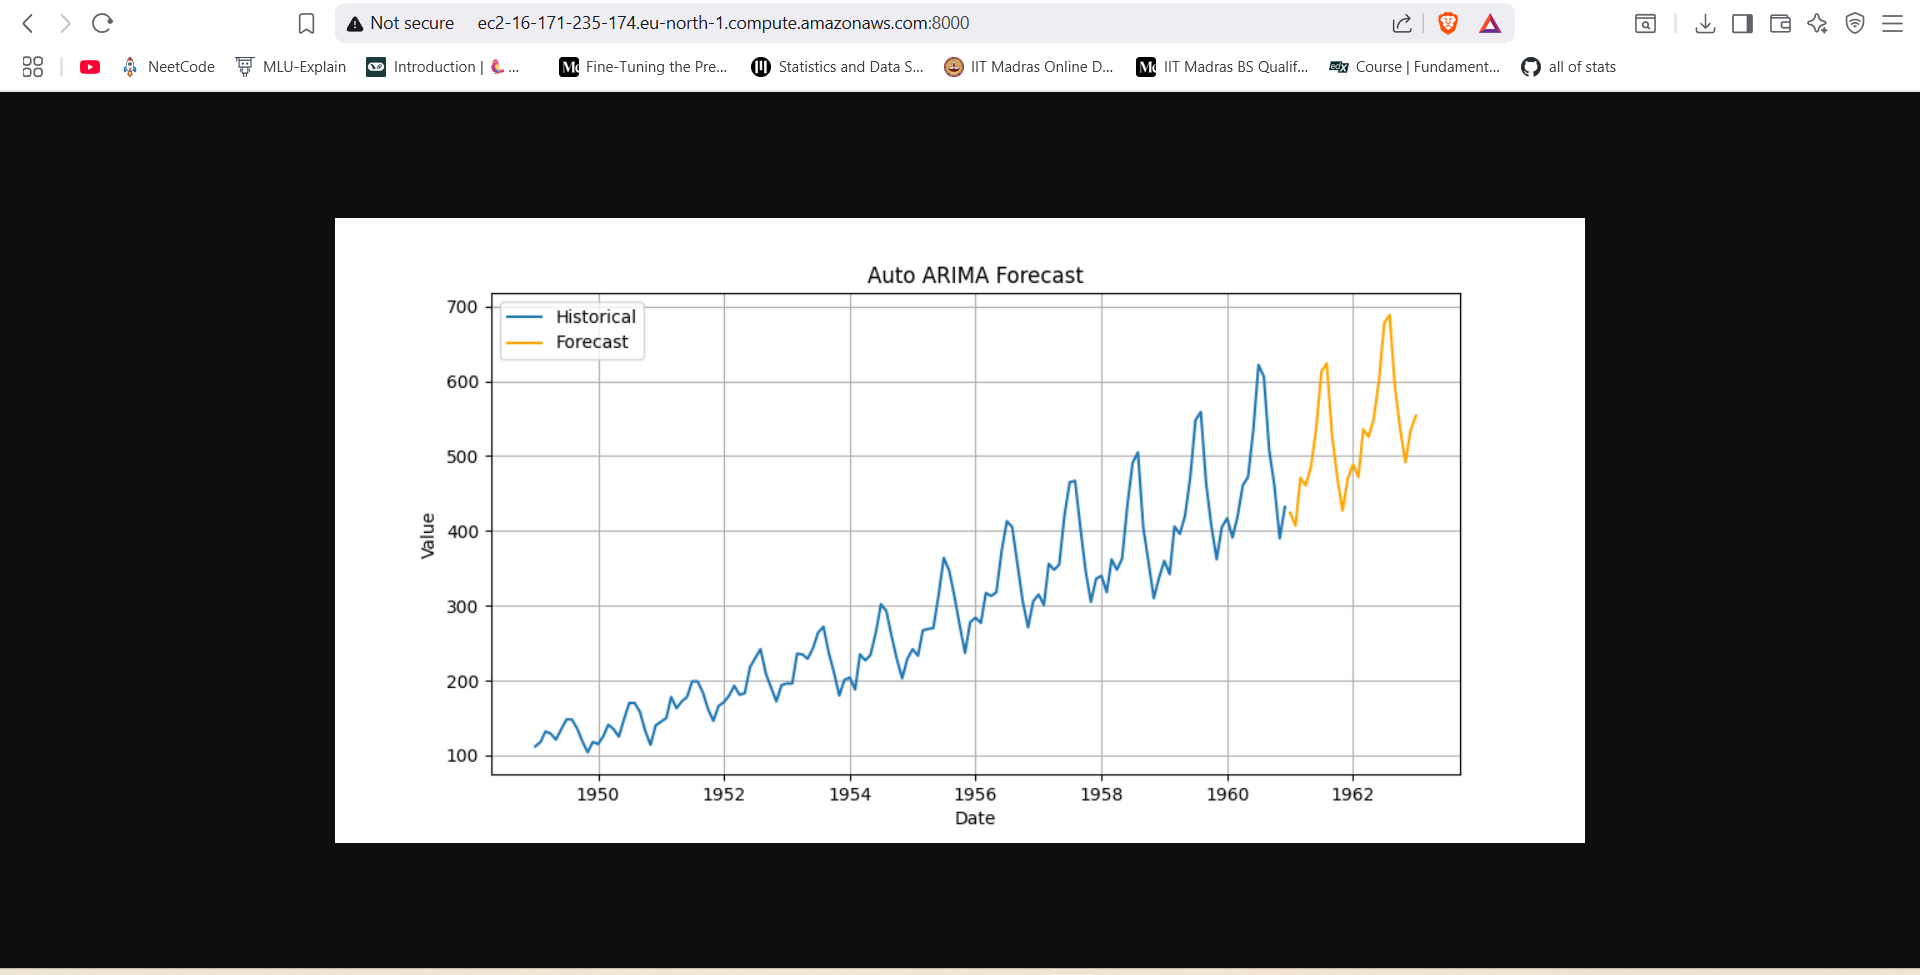 Not secure ec2-16-171-235-174.eu-north-1.compute.amazonaws.com:8000
NeetCode MLU-Explain Introduction | ... Fine-Tuning the Pre... Statistics and Data S... IIT Madras Online D... IIT Madras BS Qualif... edX Course | Fundament... all of stats
Auto ARIMA Forecast
Historical
Forecast
700
600
500
400
300
200
100
Value
1950 1952 1954 1956 1958 1960 1962
Date